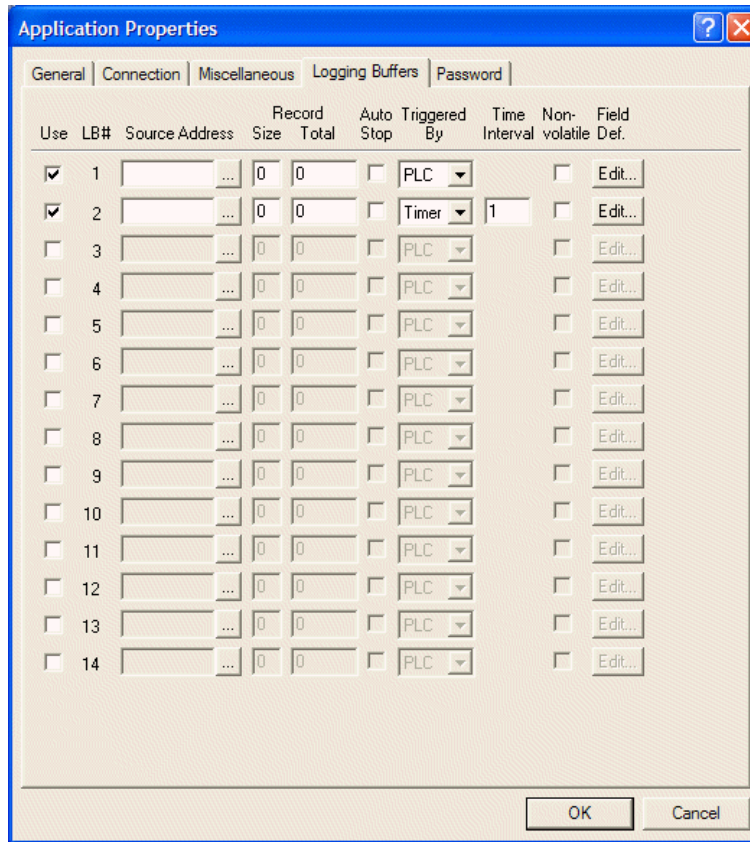 Application Properties
General Connection Miscellaneous Logging Buffers Password
Record Auto Triggered Time Non- Field
Use LB# Source Address Size Total Stop By Interval volatile Def.
1 ... 0 0 PLC Edit...
2 ... 0 0 Timer 1 Edit...
3 ... 0 0 PLC Edit...
4 ... 0 0 PLC Edit...
5 ... 0 0 PLC Edit...
6 ... 0 0 PLC Edit...
7 ... 0 0 PLC Edit...
8 ... 0 0 PLC Edit...
9 ... 0 0 PLC Edit...
10 ... 0 0 PLC Edit...
11 ... 0 0 PLC Edit...
12 ... 0 0 PLC Edit...
13 ... 0 0 PLC Edit...
14 ... 0 0 PLC Edit...
OK Cancel